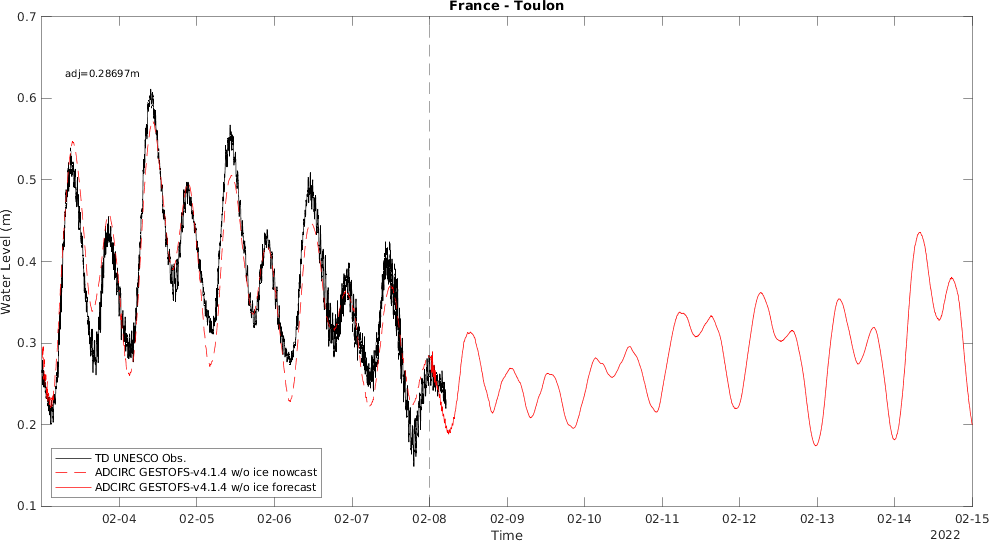 France - Toulon
adj=0.28697m
Water Level (m)
0.7
0.6
0.5
0.4
0.3
0.2
0.1
TD UNESCO Obs.
ADCIRC GESTOFS-v4.1.4 w/o ice nowcast
ADCIRC GESTOFS-v4.1.4 w/o ice forecast
02-04 02-05 02-06 02-07 02-08 02-09 02-10 02-11 02-12 02-13 02-14 02-15
Time
2022